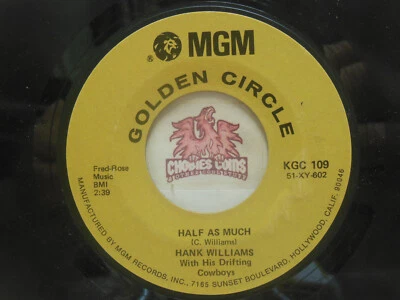 ® MGM
GOLDEN CIRCLE
Fred-Rose
Music
BMI
2:39
KGC 109
51-XY-602
HALF AS MUCH
(C. Williams)
HANK WILLIAMS
With His Drifting
Cowboys
MANUFACTURED BY MGM RECORDS, INC., 7165 SUNSET BOULEVARD, HOLLYWOOD, CALIF. 90046